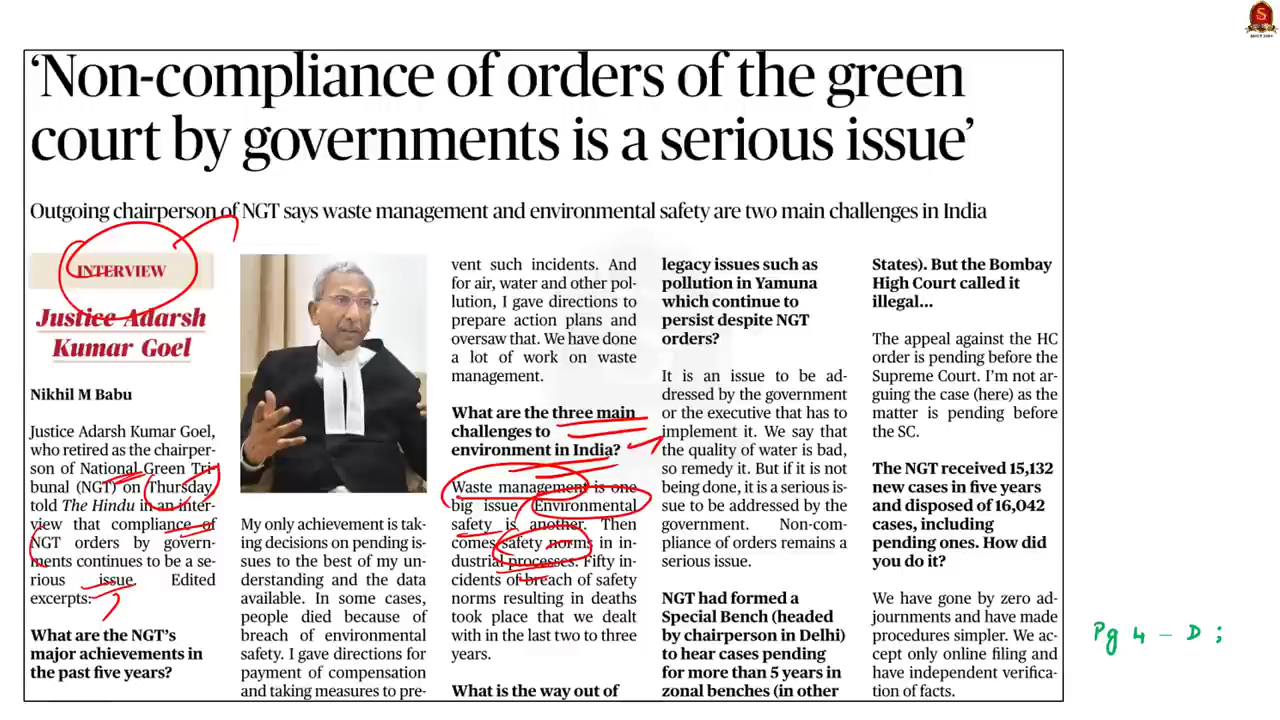 ‘Non-compliance of orders of the green
court by governments is a serious issue’
Outgoing chairperson of NGT says waste management and environmental safety are two main challenges in India
INTERVIEW
Justice Adarsh
Kumar Goel
Nikhil M Babu
Justice Adarsh Kumar Goel,
who retired as the chairper-
son of National Green Tri-
bunal (NGT) on Thursday,
told The Hindu in an inter-
view that compliance of
NGT orders by govern-
ments continues to be a se-
rious issue. Edited
excerpts:
What are the NGT’s
major achievements in
the past five years?
My only achievement is tak-
ing decisions on pending is-
sues to the best of my un-
derstanding and the data
available. In some cases,
people died because of
breach of environmental
safety. I gave directions for
payment of compensation
and taking measures to pre-
vent such incidents. And
for air, water and other pol-
lution, I gave directions to
prepare action plans and
oversaw that. We have done
a lot of work on waste
management.
What are the three main
challenges to
environment in India?
Waste management is one
big issue. Environmental
safety is another. Then
comes safety norms in in-
dustrial processes. Fifty in-
cidents of breach of safety
norms resulting in deaths
took place that we dealt
with in the last two to three
years.
What is the way out of
legacy issues such as
pollution in Yamuna
which continue to
persist despite NGT
orders?
It is an issue to be ad-
dressed by the government
or the executive that has to
implement it. We say that
the quality of water is bad,
so remedy it. But if it is not
being done, it is a serious is-
sue to be addressed by the
government. Non-com-
pliance of orders remains a
serious issue.
NGT had formed a
Special Bench (headed
by chairperson in Delhi)
to hear cases pending
for more than 5 years in
zonal benches (in other
States). But the Bombay
High Court called it
illegal...
The appeal against the HC
order is pending before the
Supreme Court. I’m not ar-
guing the case (here) as the
matter is pending before
the SC.
The NGT received 15,132
new cases in five years
and disposed of 16,042
cases, including
pending ones. How did
you do it?
We have gone by zero ad-
journments and have made
procedures simpler. We ac-
cept only online filing and
have independent verifica-
tion of facts.
Pg 4 – D ;